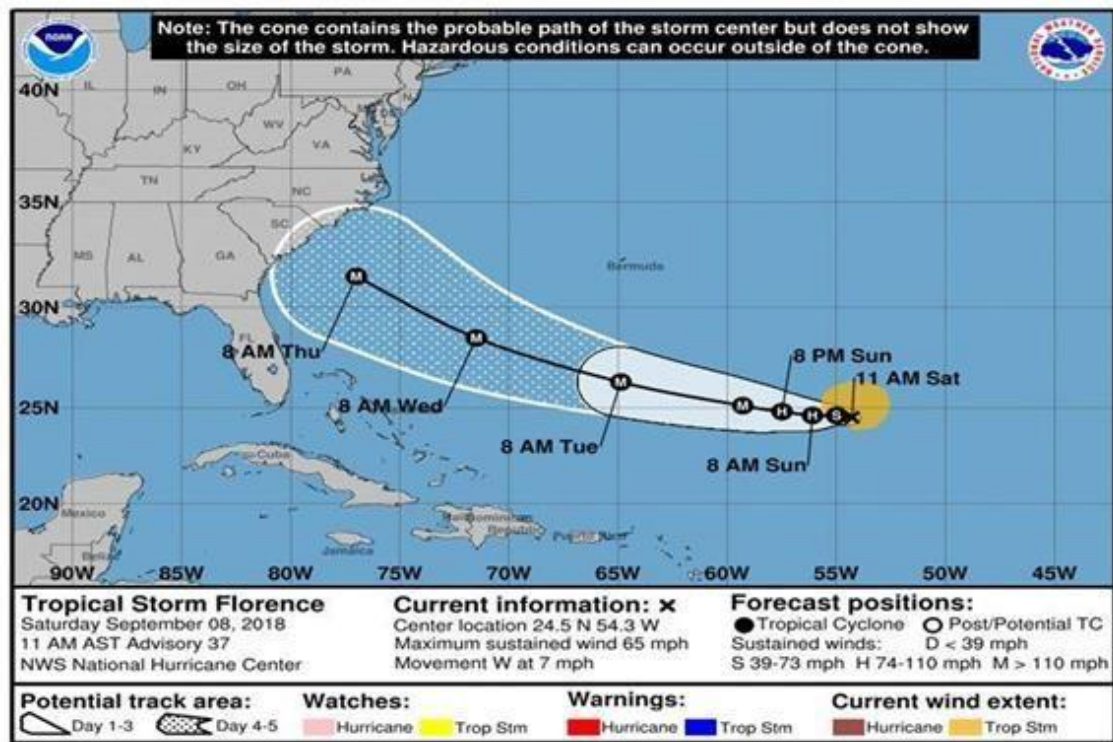 Note: The cone contains the probable path of the storm center but does not show
the size of the storm. Hazardous conditions can occur outside of the cone.
NOAA
40N
35N
30N
25N
20N
IL
IN
OH
PA
WV
KY
VA
TN
NC
SC
MS
AL
GA
FL
Bermuda
8 AM Thu
8 AM Wed
8 AM Tue
8 PM Sun
11 AM Sat
8 AM Sun
M
M
M
M
H
H
S
Cuba
Mexico
Jamaica
Dominican
Republic
Puerto Rico
90W 85W 80W 75W 70W 65W 60W 55W 50W 45W
Tropical Storm Florence
Saturday September 08, 2018
11 AM AST Advisory 37
NWS National Hurricane Center
Current information: ×
Center location 24.5 N 54.3 W
Maximum sustained wind 65 mph
Movement W at 7 mph
Forecast positions:
● Tropical Cyclone ○ Post/Potential TC
Sustained winds: D < 39 mph
S 39-73 mph H 74-110 mph M > 110 mph
Potential track area:
Day 1-3 Day 4-5
Watches:
Hurricane Trop Stm
Warnings:
Hurricane Trop Stm
Current wind extent:
Hurricane Trop Stm